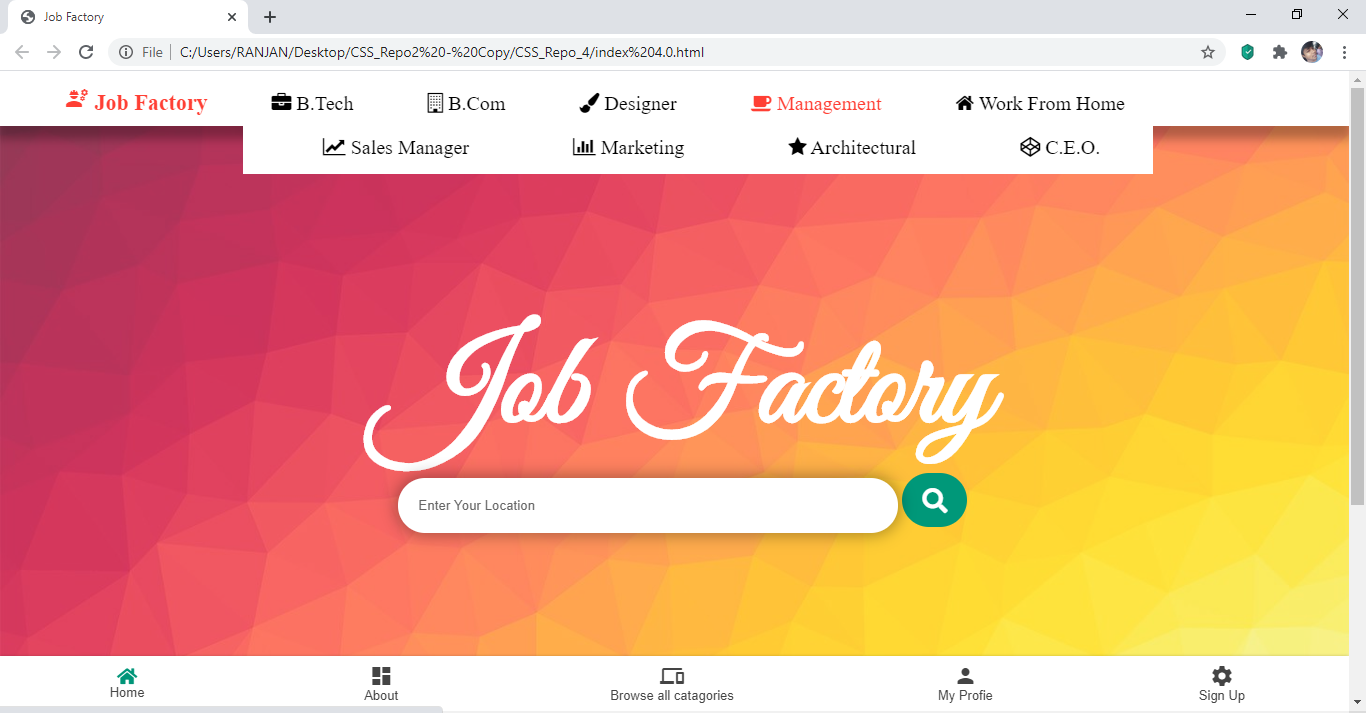 Job Factory
File C:/Users/RANJAN/Desktop/CSS_Repo2%20-%20Copy/CSS_Repo_4/index%204.0.html
Job Factory B.Tech B.Com Designer Management Work From Home
Sales Manager Marketing Architectural C.E.O.
Job Factory
Enter Your Location
Home About Browse all catagories My Profie Sign Up